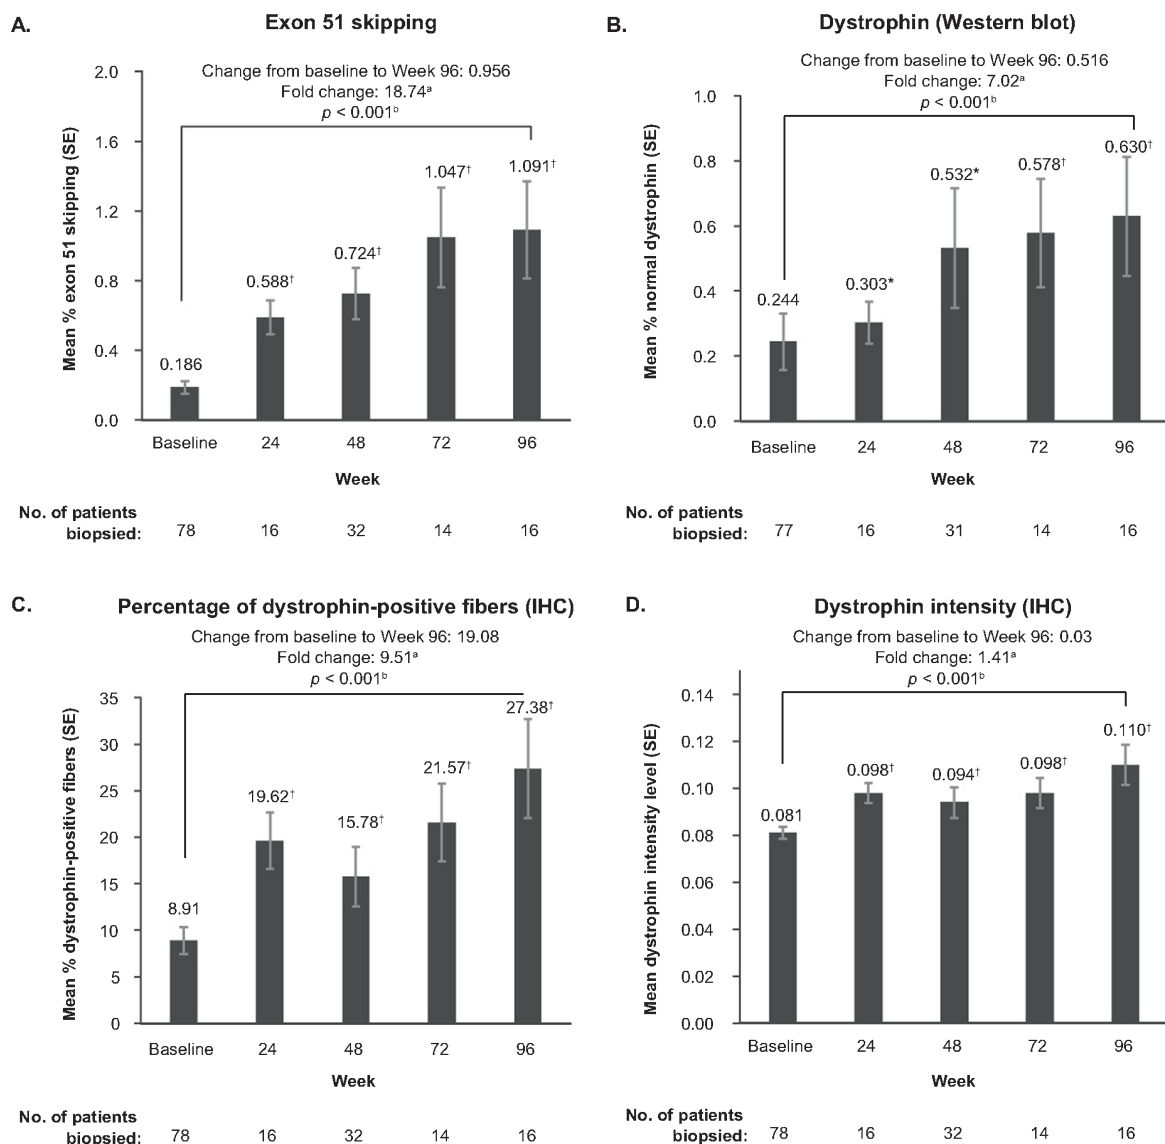 A.
Exon 51 skipping
Change from baseline to Week 96: 0.956
Fold change: 18.74ᵃ
p < 0.001ᵇ
Mean % exon 51 skipping (SE)
2.0
1.6
1.2
0.8
0.4
0.0
0.186
0.588†
0.724†
1.047†
1.091†
Baseline 24 48 72 96
Week
No. of patients
biopsied: 78 16 32 14 16
B.
Dystrophin (Western blot)
Change from baseline to Week 96: 0.516
Fold change: 7.02ᵃ
p < 0.001ᵇ
Mean % normal dystrophin (SE)
1.0
0.8
0.6
0.4
0.2
0.0
0.244
0.303*
0.532*
0.578†
0.630†
Baseline 24 48 72 96
Week
No. of patients
biopsied: 77 16 31 14 16
C.
Percentage of dystrophin-positive fibers (IHC)
Change from baseline to Week 96: 19.08
Fold change: 9.51ᵃ
p < 0.001ᵇ
Mean % dystrophin-positive fibers (SE)
35
30
25
20
15
10
5
0
8.91
19.62†
15.78†
21.57†
27.38†
Baseline 24 48 72 96
Week
No. of patients
biopsied: 78 16 32 14 16
D.
Dystrophin intensity (IHC)
Change from baseline to Week 96: 0.03
Fold change: 1.41ᵃ
p < 0.001ᵇ
Mean dystrophin intensity level (SE)
0.14
0.12
0.10
0.08
0.06
0.04
0.02
0.00
0.081
0.098†
0.094†
0.098†
0.110†
Baseline 24 48 72 96
Week
No. of patients
biopsied: 78 16 32 14 16